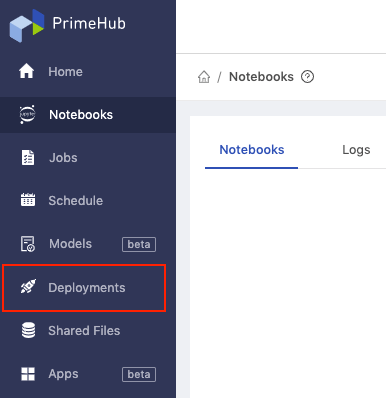 PrimeHub
Home
Notebooks
Jobs
Schedule
Models beta
Deployments
Shared Files
Apps beta
/ Notebooks ?
Notebooks Logs